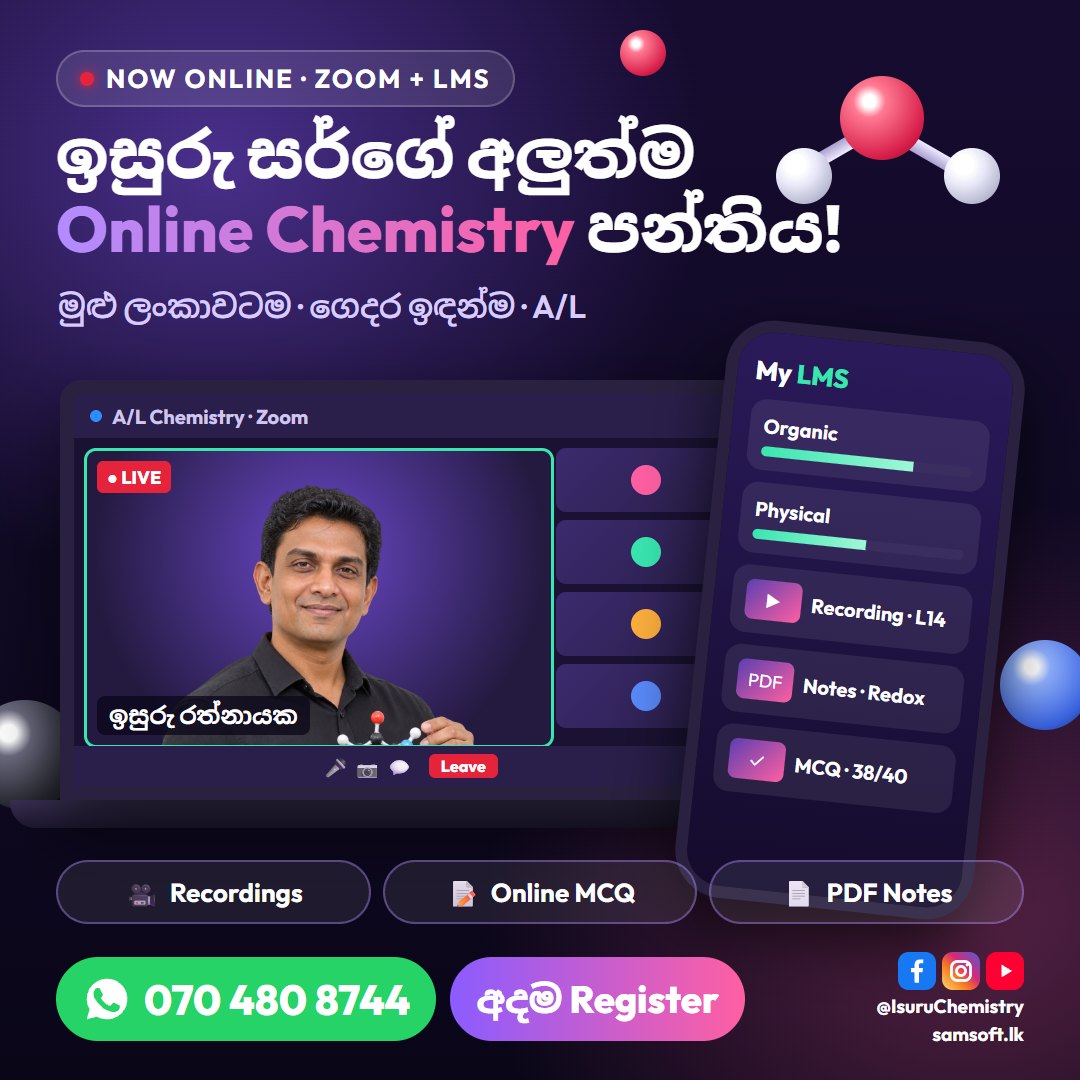 NOW ONLINE · ZOOM + LMS
ඉසුරු සර්ගේ අලුත්ම
Online Chemistry පන්තිය!
මුළු ලංකාවටම · ගෙදර ඉඳන්ම · A/L
A/L Chemistry · Zoom
LIVE
ඉසුරු රත්නායක
Leave
My LMS
Organic
Physical
Recording · L14
PDF Notes · Redox
MCQ · 38/40
Recordings
Online MCQ
PDF Notes
070 480 8744
අදම Register
@IsuruChemistry
samsoft.lk